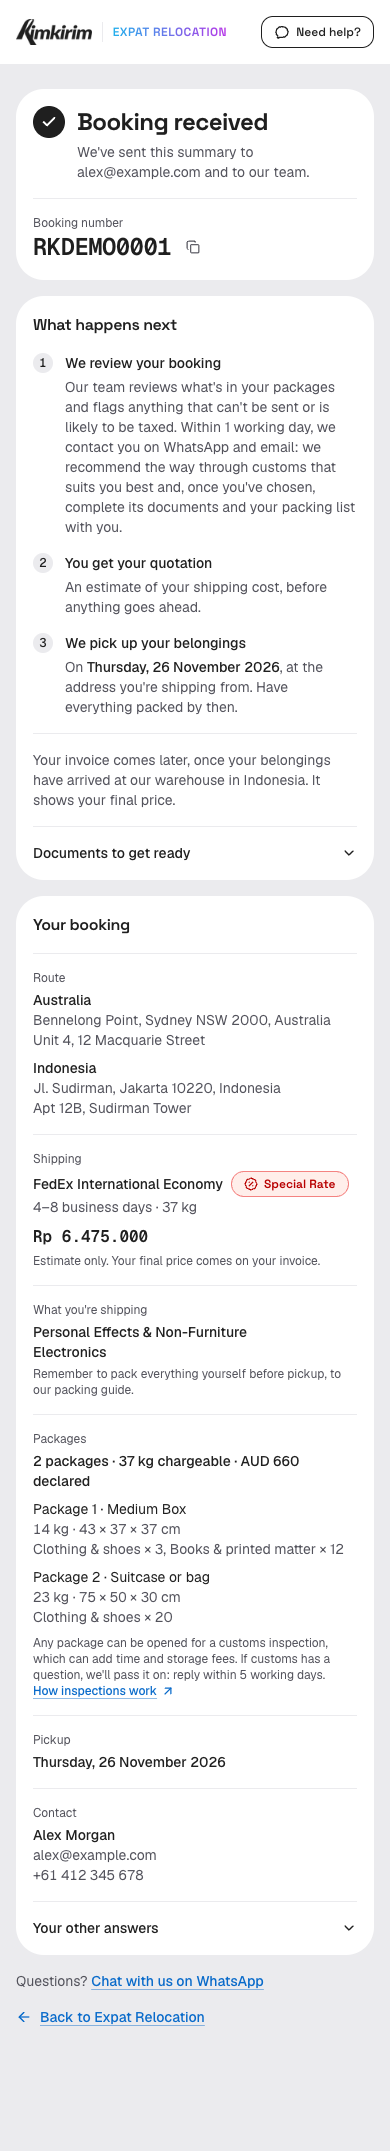 Kimkirim
EXPAT RELOCATION
Need help?
Booking received
We've sent this summary to
alex@example.com and to our team.
Booking number
RKDEMO0001
What happens next
1 We review your booking
Our team reviews what's in your packages
and flags anything that can't be sent or is
likely to be taxed. Within 1 working day, we
contact you on WhatsApp and email: we
recommend the way through customs that
suits you best and, once you've chosen,
complete its documents and your packing list
with you.
2 You get your quotation
An estimate of your shipping cost, before
anything goes ahead.
3 We pick up your belongings
On Thursday, 26 November 2026, at the
address you're shipping from. Have
everything packed by then.
Your invoice comes later, once your belongings
have arrived at our warehouse in Indonesia. It
shows your final price.
Documents to get ready
Your booking
Route
Australia
Bennelong Point, Sydney NSW 2000, Australia
Unit 4, 12 Macquarie Street
Indonesia
Jl. Sudirman, Jakarta 10220, Indonesia
Apt 12B, Sudirman Tower
Shipping
FedEx International Economy Special Rate
4–8 business days · 37 kg
Rp 6.475.000
Estimate only. Your final price comes on your invoice.
What you're shipping
Personal Effects & Non-Furniture
Electronics
Remember to pack everything yourself before pickup, to
our packing guide.
Packages
2 packages · 37 kg chargeable · AUD 660
declared
Package 1 · Medium Box
14 kg · 43 × 37 × 37 cm
Clothing & shoes × 3, Books & printed matter × 12
Package 2 · Suitcase or bag
23 kg · 75 × 50 × 30 cm
Clothing & shoes × 20
Any package can be opened for a customs inspection,
which can add time and storage fees. If customs has a
question, we'll pass it on: reply within 5 working days.
How inspections work
Pickup
Thursday, 26 November 2026
Contact
Alex Morgan
alex@example.com
+61 412 345 678
Your other answers
Questions? Chat with us on WhatsApp
Back to Expat Relocation